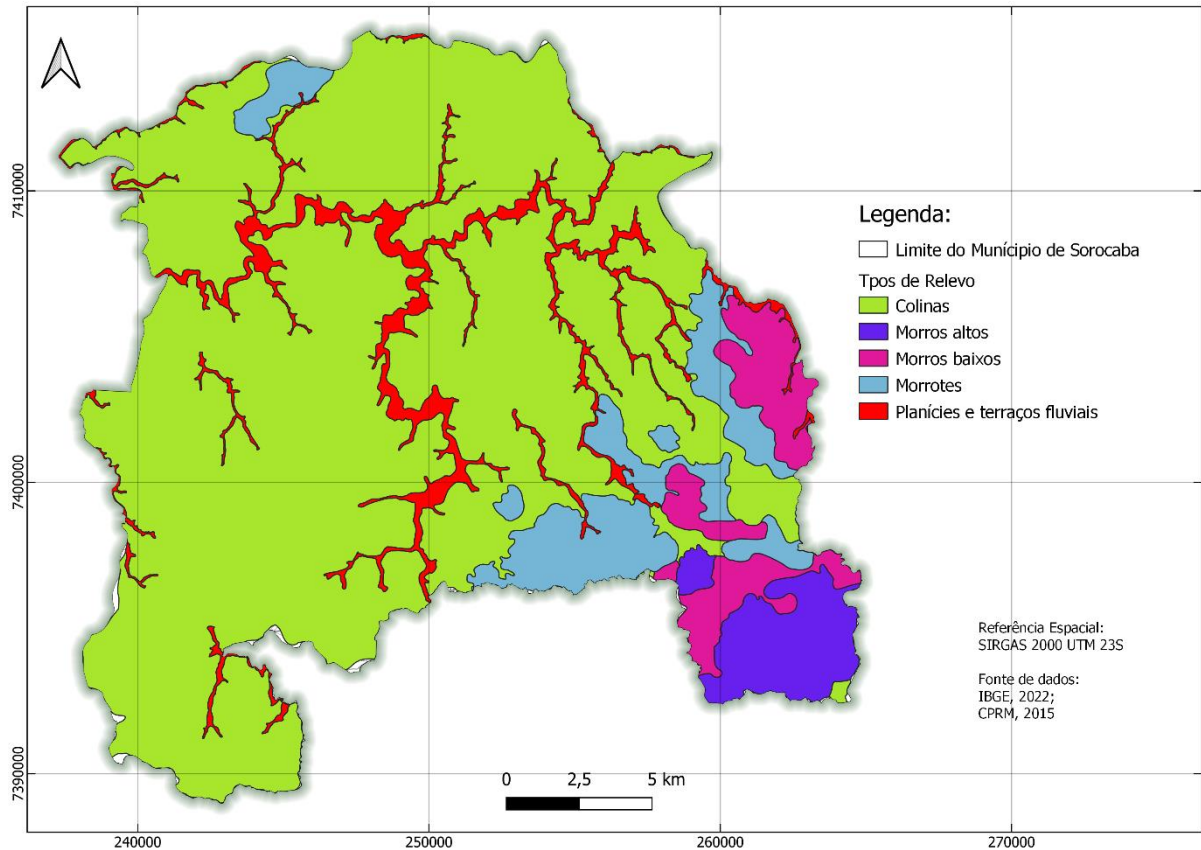 7410000
7400000
7390000
Legenda:
Limite do Munícipio de Sorocaba
Tpos de Relevo
Colinas
Morros altos
Morros baixos
Morrotes
Planícies e terraços fluviais
Referência Espacial:
SIRGAS 2000 UTM 23S
Fonte de dados:
IBGE, 2022;
CPRM, 2015
0 2,5 5 km
240000 250000 260000 270000